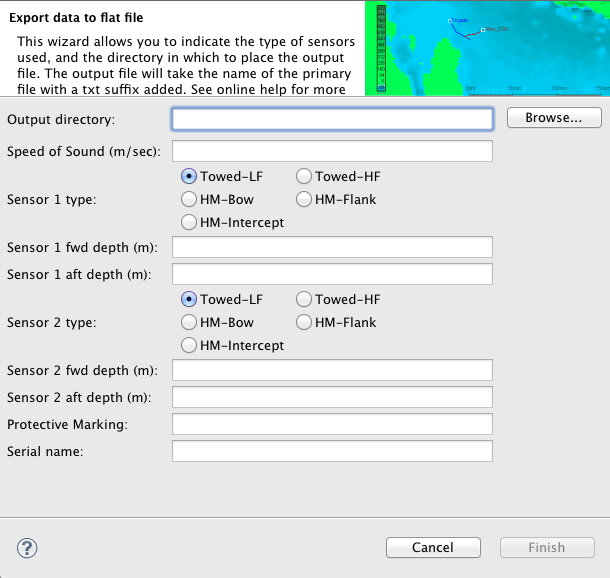 Export data to flat file
This wizard allows you to indicate the type of sensors
used, and the directory in which to place the output
file. The output file will take the name of the primary
file with a txt suffix added. See online help for more
Output directory:
Browse...
Speed of Sound (m/sec):
Sensor 1 type:
Towed-LF
Towed-HF
HM-Bow
HM-Flank
HM-Intercept
Sensor 1 fwd depth (m):
Sensor 1 aft depth (m):
Sensor 2 type:
Towed-LF
Towed-HF
HM-Bow
HM-Flank
HM-Intercept
Sensor 2 fwd depth (m):
Sensor 2 aft depth (m):
Protective Marking:
Serial name:
?
Cancel
Finish